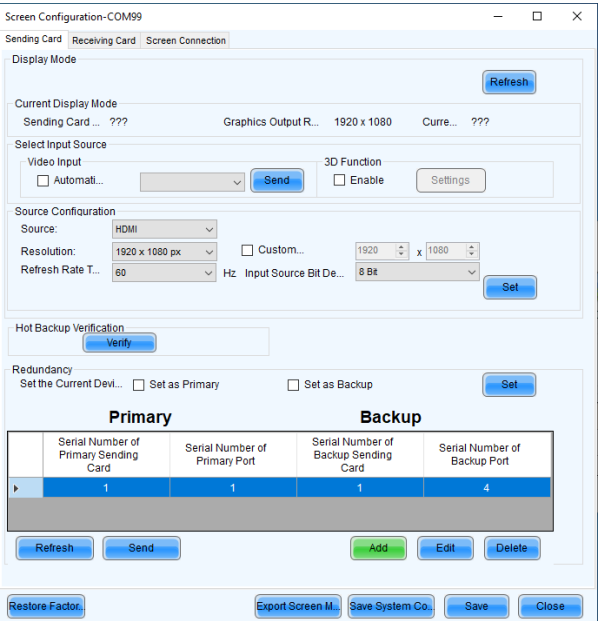 Screen Configuration-COM99
Sending Card Receiving Card Screen Connection
Display Mode
Refresh
Current Display Mode
Sending Card ... ??? Graphics Output R... 1920 x 1080 Curre... ???
Select Input Source
Video Input 3D Function
Automati... Send Enable Settings
Source Configuration
Source: HDMI
Resolution: 1920 x 1080 px Custom... 1920 x 1080
Refresh Rate T... 60 Hz Input Source Bit De... 8 Bit
Set
Hot Backup Verification
Verify
Redundancy
Set the Current Devi... Set as Primary Set as Backup Set
Primary Backup
Serial Number of Primary Sending Card Serial Number of Primary Port Serial Number of Backup Sending Card Serial Number of Backup Port
1 1 1 4
Refresh Send Add Edit Delete
Restore Factor... Export Screen M... Save System Co... Save Close